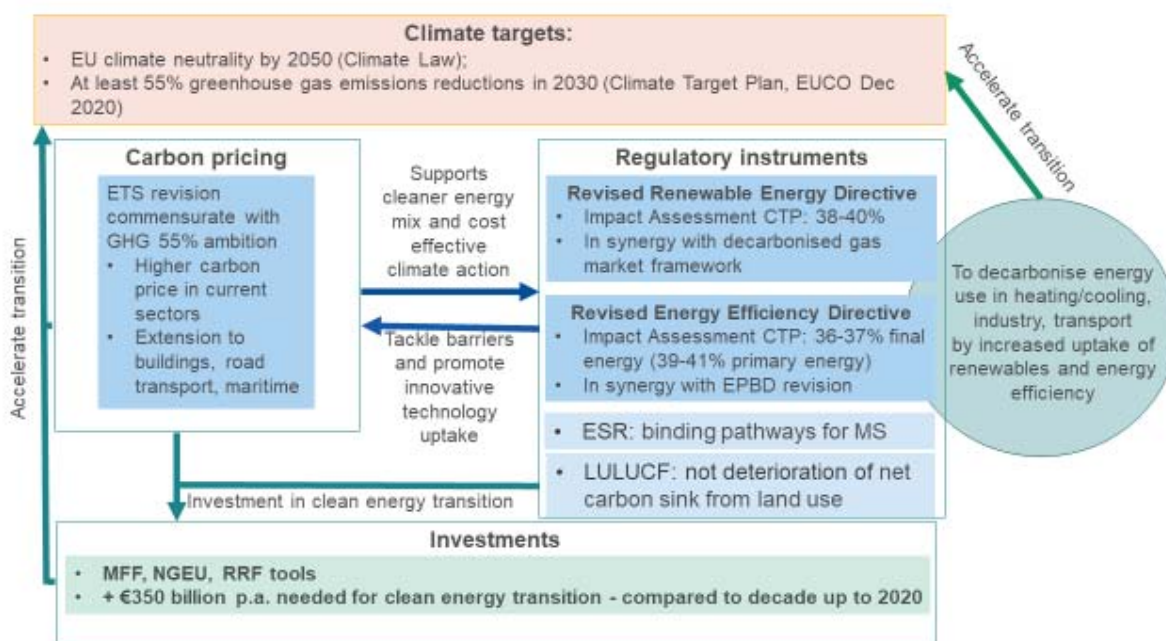 Climate targets:
• EU climate neutrality by 2050 (Climate Law);
• At least 55% greenhouse gas emissions reductions in 2030 (Climate Target Plan, EUCO Dec
2020)
Accelerate transition
Accelerate transition
Carbon pricing
ETS revision
commensurate with
GHG 55% ambition
• Higher carbon
price in current
sectors
• Extension to
buildings, road
transport, maritime
Supports
cleaner energy
mix and cost
effective
climate action
Tackle barriers
and promote
innovative
technology
uptake
Regulatory instruments
Revised Renewable Energy Directive
• Impact Assessment CTP: 38-40%
• In synergy with decarbonised gas
market framework
Revised Energy Efficiency Directive
• Impact Assessment CTP: 36-37% final
energy (39-41% primary energy)
• In synergy with EPBD revision
• ESR: binding pathways for MS
• LULUCF: not deterioration of net
carbon sink from land use
To decarbonise energy
use in heating/cooling,
industry, transport
by increased uptake of
renewables and energy
efficiency
Investment in clean energy transition
Investments
• MFF, NGEU, RRF tools
• + €350 billion p.a. needed for clean energy transition - compared to decade up to 2020